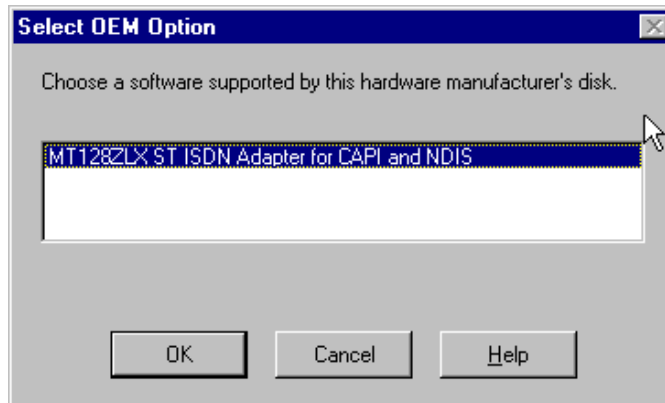 Select OEM Option
Choose a software supported by this hardware manufacturer's disk.
MT128ZLX ST ISDN Adapter for CAPI and NDIS
OK Cancel Help